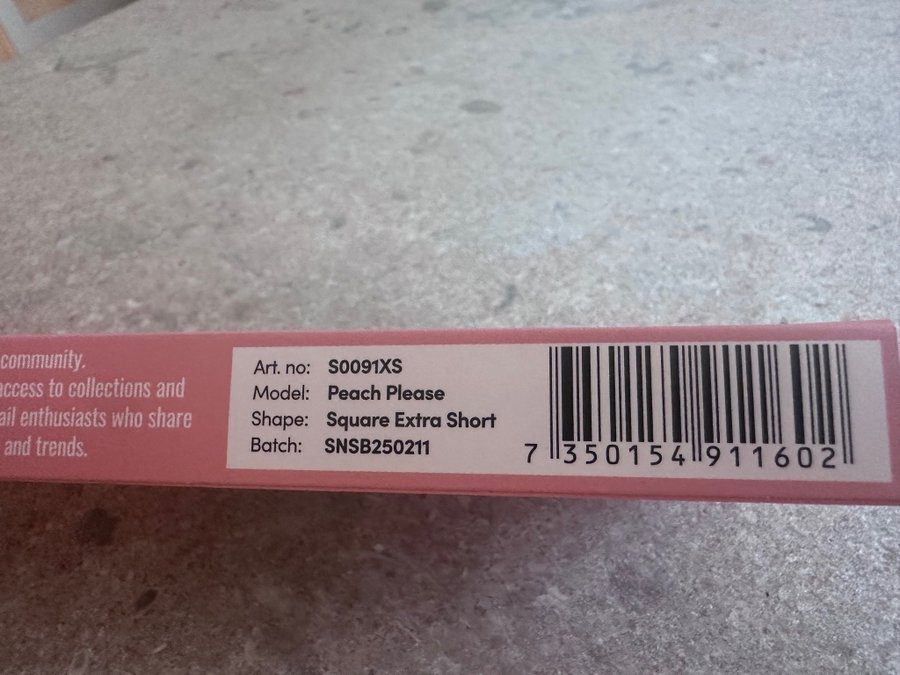 community.
access to collections and
ail enthusiasts who share
and trends.
Art. no: S0091XS
Model: Peach Please
Shape: Square Extra Short
Batch: SNSB250211
7 350154 911602